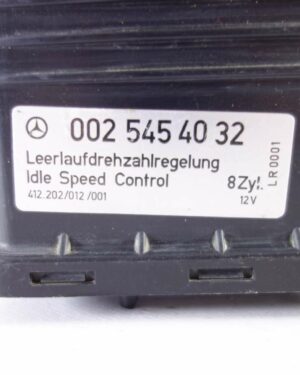 002 545 40 32
Leerlaufdrehzahlregelung
Idle Speed Control 8Zyl.
412.202/012/001 12V
LR0001